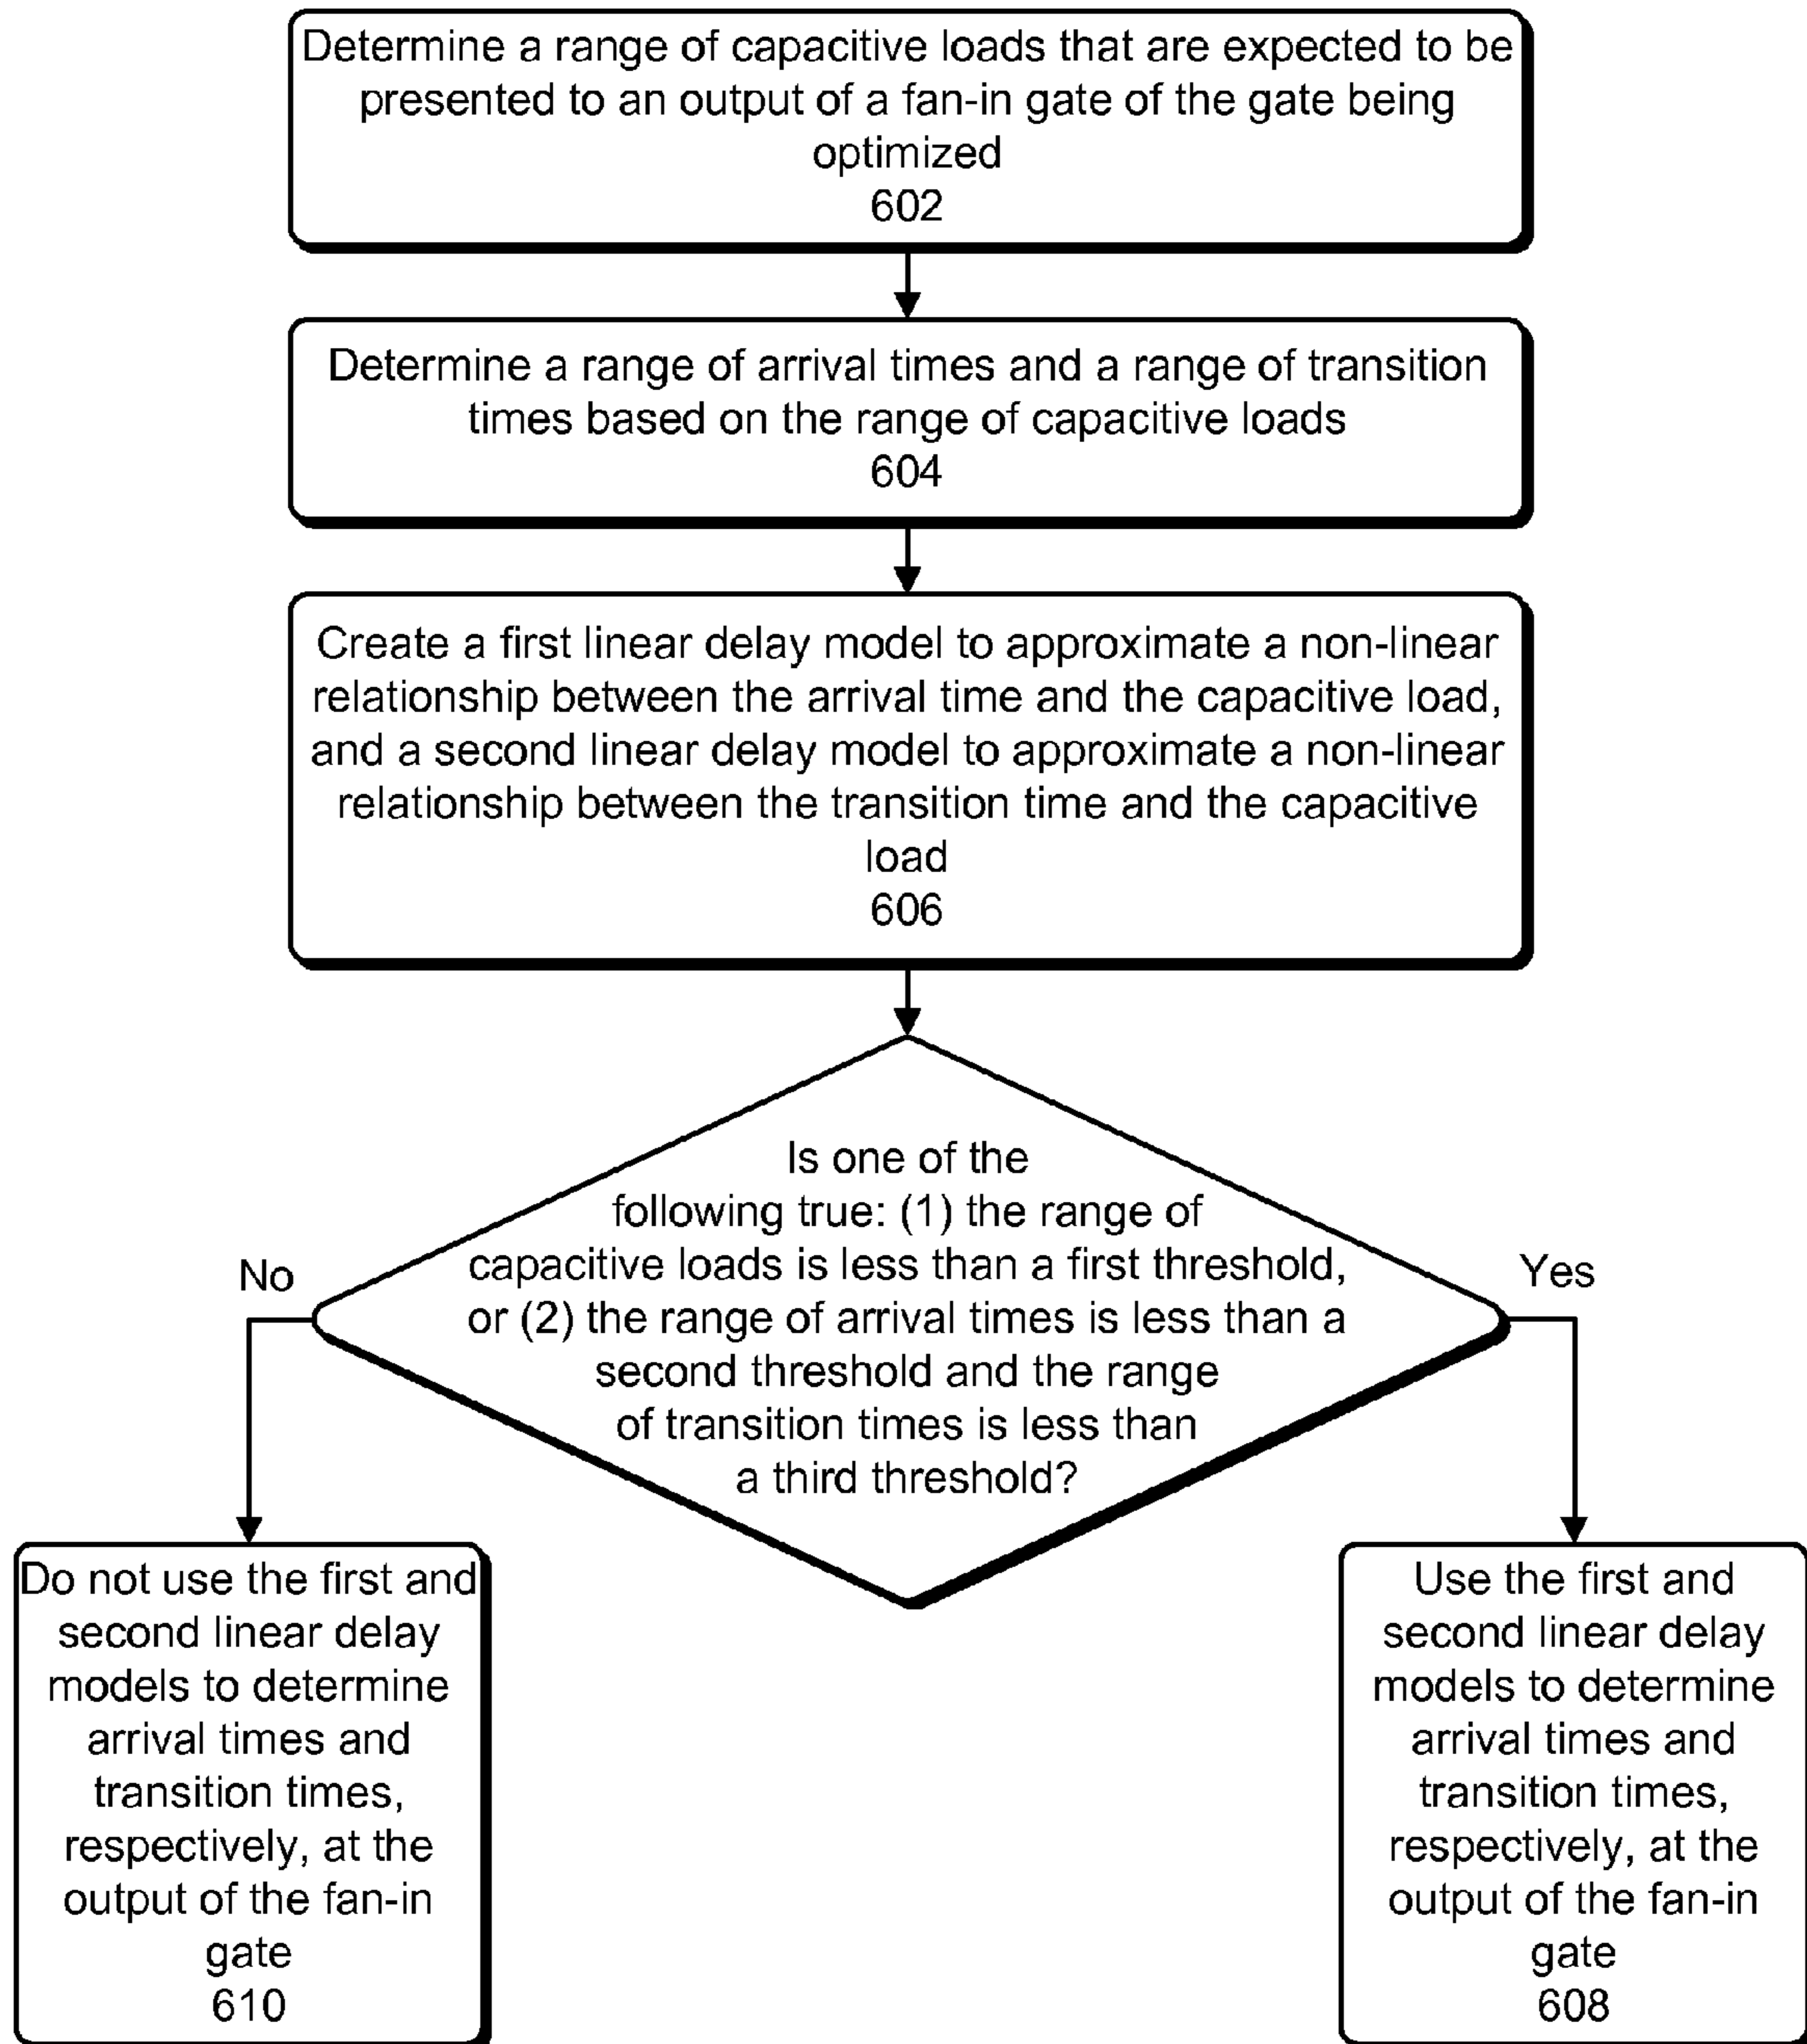 Determine a range of capacitive loads that are expected to be
presented to an output of a fan-in gate of the gate being
optimized
602
Determine a range of arrival times and a range of transition
times based on the range of capacitive loads
604
Create a first linear delay model to approximate a non-linear
relationship between the arrival time and the capacitive load,
and a second linear delay model to approximate a non-linear
relationship between the transition time and the capacitive
load
606
Is one of the
following true: (1) the range of
capacitive loads is less than a first threshold,
or (2) the range of arrival times is less than a
second threshold and the range
of transition times is less than
a third threshold?
No
Yes
Do not use the first and
second linear delay
models to determine
arrival times and
transition times,
respectively, at the
output of the fan-in
gate
610
Use the first and
second linear delay
models to determine
arrival times and
transition times,
respectively, at the
output of the fan-in
gate
608